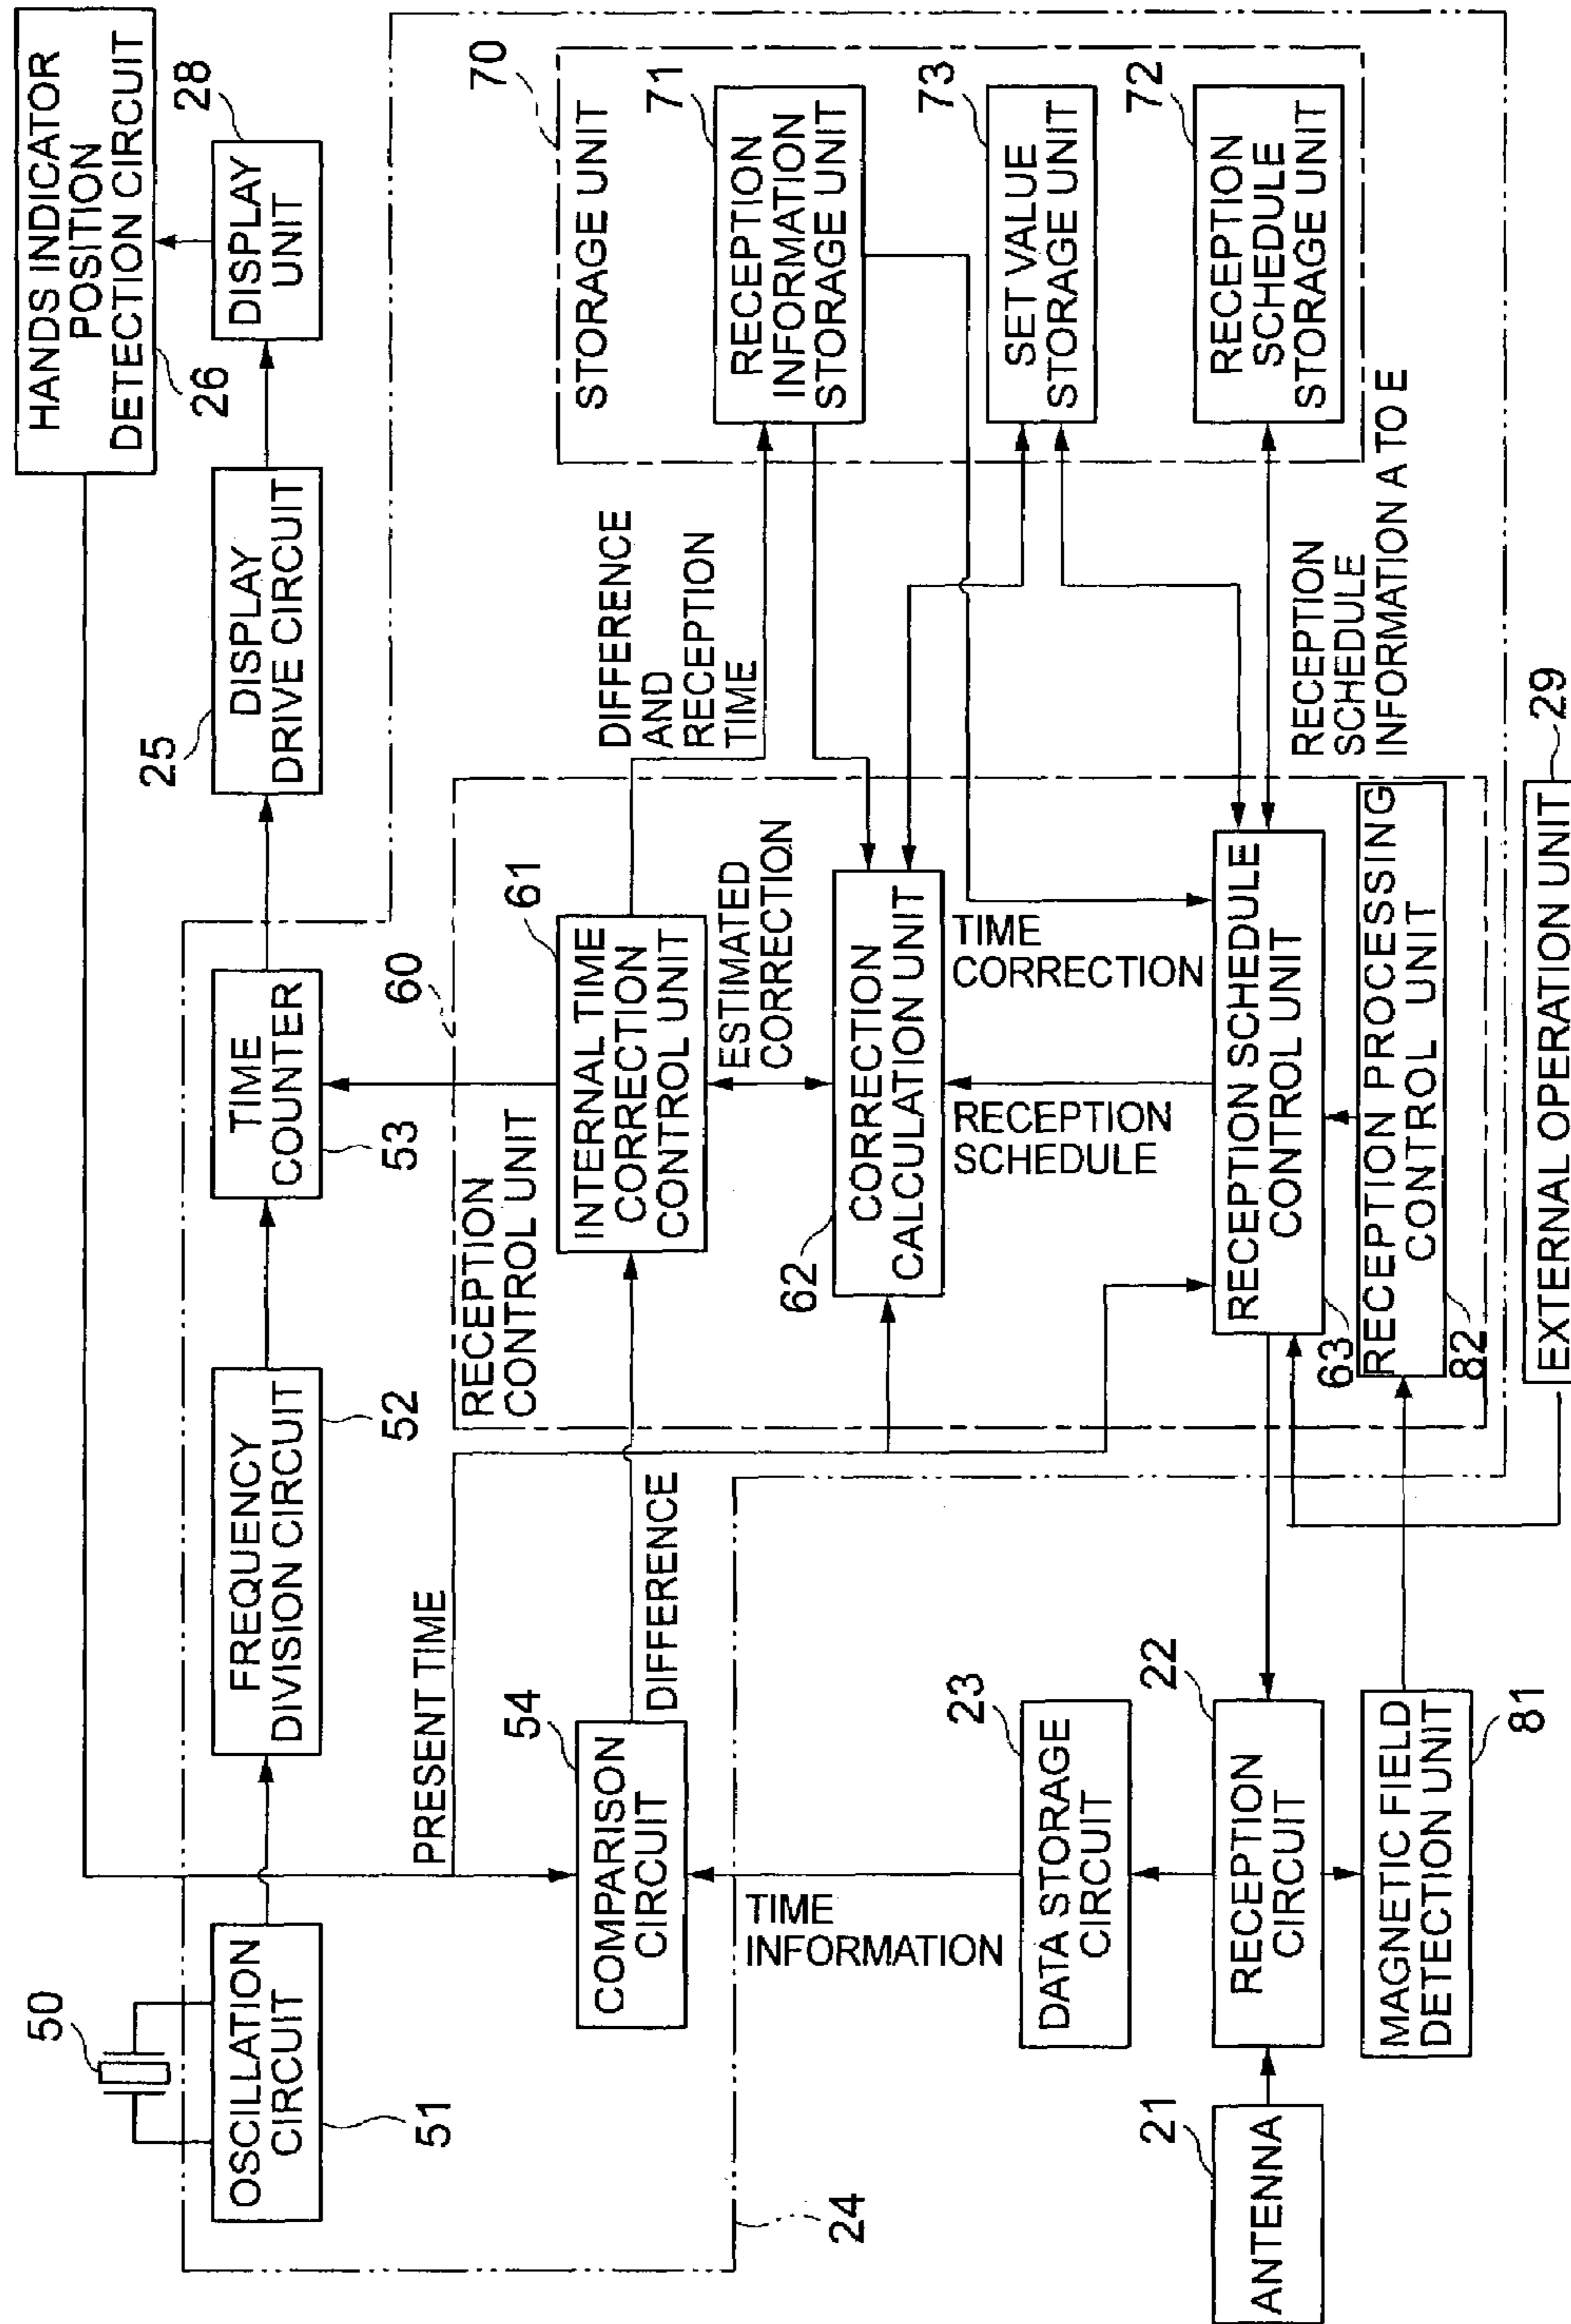 50
OSCILLATION
CIRCUIT
51
FREQUENCY
DIVISION CIRCUIT
52
TIME
COUNTER
53
25
DISPLAY
DRIVE CIRCUIT
HANDS INDICATOR
POSITION
DETECTION CIRCUIT
26
28
DISPLAY
UNIT
PRESENT TIME
54
COMPARISON
CIRCUIT
DIFFERENCE
TIME
INFORMATION
24
RECEPTION
CONTROL UNIT
60
61
INTERNAL TIME
CORRECTION
CONTROL UNIT
ESTIMATED
CORRECTION
DIFFERENCE
AND
RECEPTION
TIME
62
CORRECTION
CALCULATION UNIT
RECEPTION
SCHEDULE
TIME
CORRECTION
70
STORAGE UNIT
71
RECEPTION
INFORMATION
STORAGE UNIT
73
SET VALUE
STORAGE UNIT
72
RECEPTION
SCHEDULE
STORAGE UNIT
RECEPTION
SCHEDULE
INFORMATION A TO E
23
DATA STORAGE
CIRCUIT
21
ANTENNA
22
RECEPTION
CIRCUIT
MAGNETIC FIELD
DETECTION UNIT
81
RECEPTION SCHEDULE
CONTROL UNIT
63
RECEPTION PROCESSING
CONTROL UNIT
82
EXTERNAL OPERATION UNIT
29